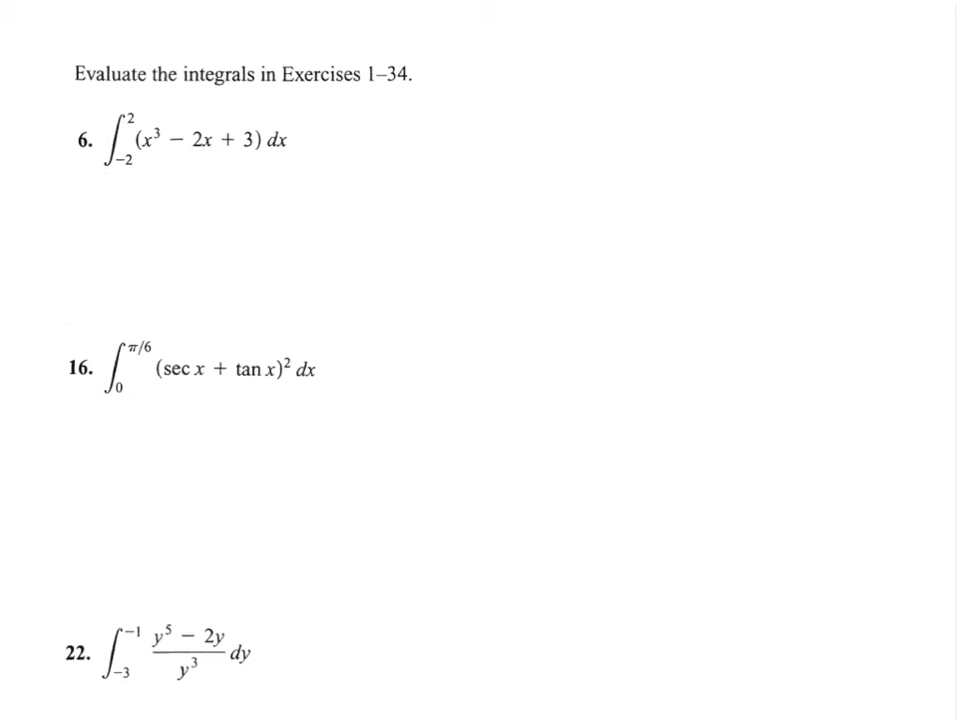 Evaluate the integrals in Exercises 1–34.
6. ∫_{-2}^{2} (x³ − 2x + 3) dx
16. ∫_{0}^{π/6} (sec x + tan x)² dx
22. ∫_{-3}^{-1} (y⁵ − 2y)/y³ dy